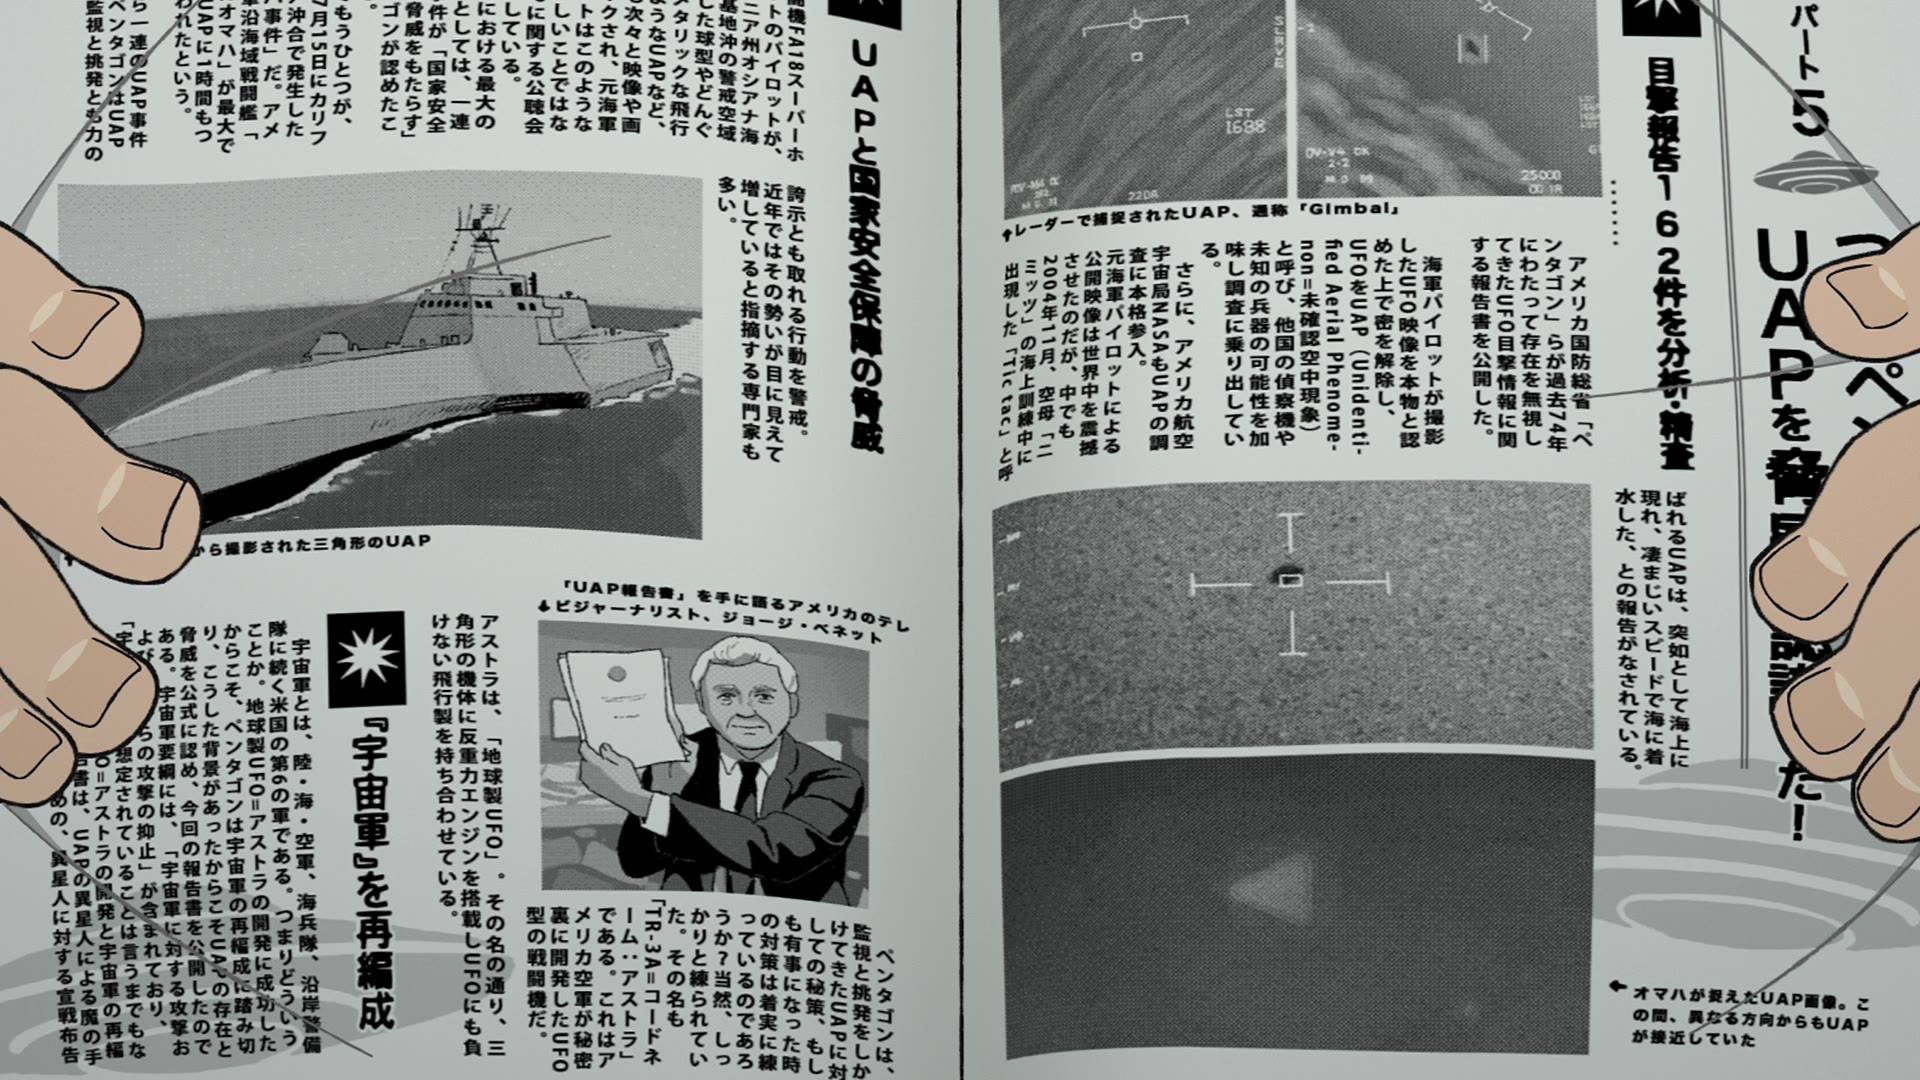 パート5
UAPを脅
た!
目撃報告162件を分析・精査
SLAVE
LST
1688
220A
25000
レーダーで捕捉されたUAP、通称「Gimbal」
アメリカ国防総省「ペ
ンタゴン」らが過去74年
にわたって存在を無視し
てきたUFO目撃情報に関
する報告書を公開した。
海軍パイロットが撮影
したUFO映像を本物と認
めた上で密を解除し、
UFOをUAP(Unidenti-
fied Aerial Phenome-
non=未確認空中現象)
と呼び、他国の偵察機や
未知の兵器の可能性を加
味し調査に乗り出してい
る。
さらに、アメリカ航空
宇宙局NASAもUAPの調
査に本格参入。
元海軍パイロットによる
公開映像は世界中を震撼
させたのだが、中でも
2004年11月、空母「ニ
ミッツ」の海上訓練中に
出現した「Tic tac」と呼
ばれるUAPは、突如として海上に
現れ、凄まじいスピードで海に着
水した、との報告がなされている。
オマハが捉えたUAP画像。こ
の間、異なる方向からもUAP
が接近していた
UAPと国家安全保障の脅威
闘機FA18スーパーホ
ットのパイロットが、
ニア州オシアナ海
基地沖の警戒空域
した球型やどんぐ
タリックな飛行
ようなUAPなど、
も次々と映像や画
クされ、元海軍
トはこのような
しいことではな
に関する公聴会
している。
における最大の
としては、一連
件が「国家安全
脅威をもたらす」
ゴンが認めたこ
。
もうひとつが、
7月15日にカリフ
沖合で発生した
事件」だ。アメ
軍沿海域戦闘艦「
オマハ」が最大で
UAPに1時間もつ
われたという。
ら一連のUAP事件
ペンタゴンはUAP
監視と挑発とも力の
誇示とも取れる行動を警戒。
近年ではその勢いが目に見えて
増していると指摘する専門家も
多い。
から撮影された三角形のUAP
「UAP報告書」を手に語るアメリカのテレ
ビジャーナリスト、ジョージ・ベネット
ペンタゴンは、
監視と挑発をしか
けてきたUAPに対
しての秘策、もし
も有事になった時
の対策は着実に練
っているのであろ
うか?当然、しっ
かりと練られてい
た。その名も
「TR-3A=コードネ
ーム:アストラ」
である。これはア
メリカ空軍が秘密
裏に開発したUFO
型の戦闘機だ。
アストラは、「地球製UFO」。その名の通り、三
角形の機体に反重力エンジンを搭載しUFOにも負
けない飛行製を持ち合わせている。
『宇宙軍』を再編成
宇宙軍とは、陸・海・空軍、海兵隊、沿岸警備
隊に続く米国の第6の軍である。つまりどういう
ことか。地球製UFO=アストラの開発に成功した
からこそ、ペンタゴンは宇宙軍の再編成に踏み切
り、こうした背景があったからこそUAPの存在と
脅威を公式に認め、今回の報告書を公開したので
ある。宇宙軍要綱には、「宇宙軍に対する攻撃お
よび
らの攻撃の抑止」が含まれており、
「宇
想定されていることは言うまでもな
O=アストラの開発と宇宙軍の再編
書は、UAPの異星人による魔の手
めの、異星人に対する宣戦布告